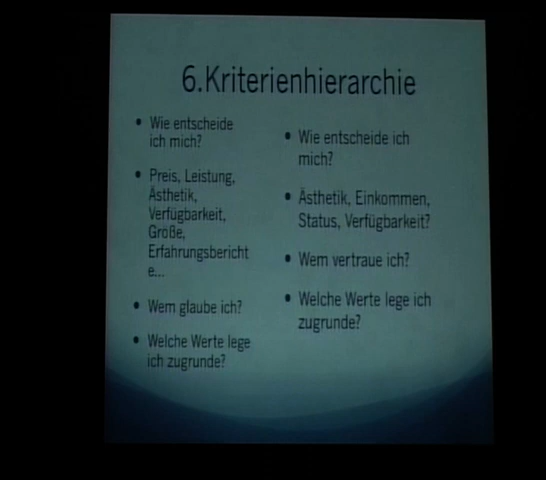 6.Kriterienhierarchie
• Wie entscheide
ich mich?
• Preis, Leistung,
Ästhetik,
Verfügbarkeit,
Größe,
Erfahrungsbericht
e...
• Wem glaube ich?
• Welche Werte lege
ich zugrunde?
• Wie entscheide ich
mich?
• Ästhetik, Einkommen,
Status, Verfügbarkeit?
• Wem vertraue ich?
• Welche Werte lege ich
zugrunde?